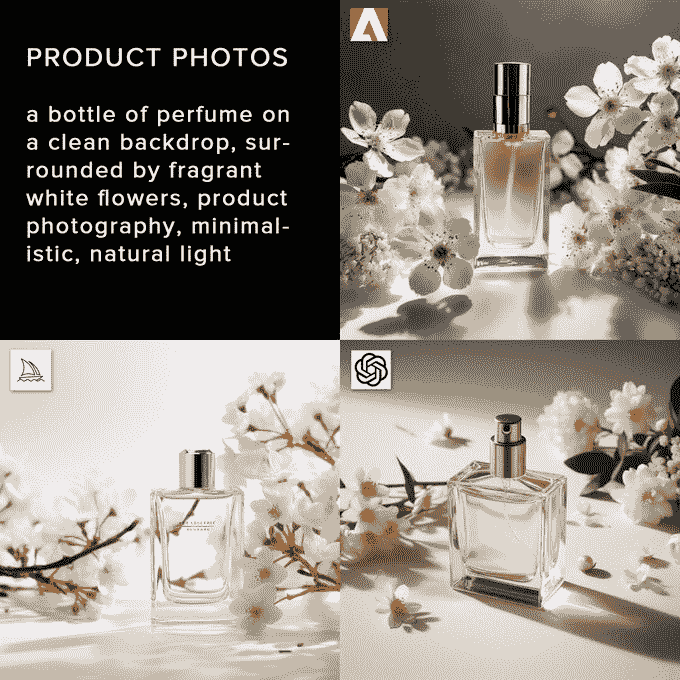 PRODUCT PHOTOS
a bottle of perfume on
a clean backdrop, sur-
rounded by fragrant
white flowers, product
photography, minimal-
istic, natural light